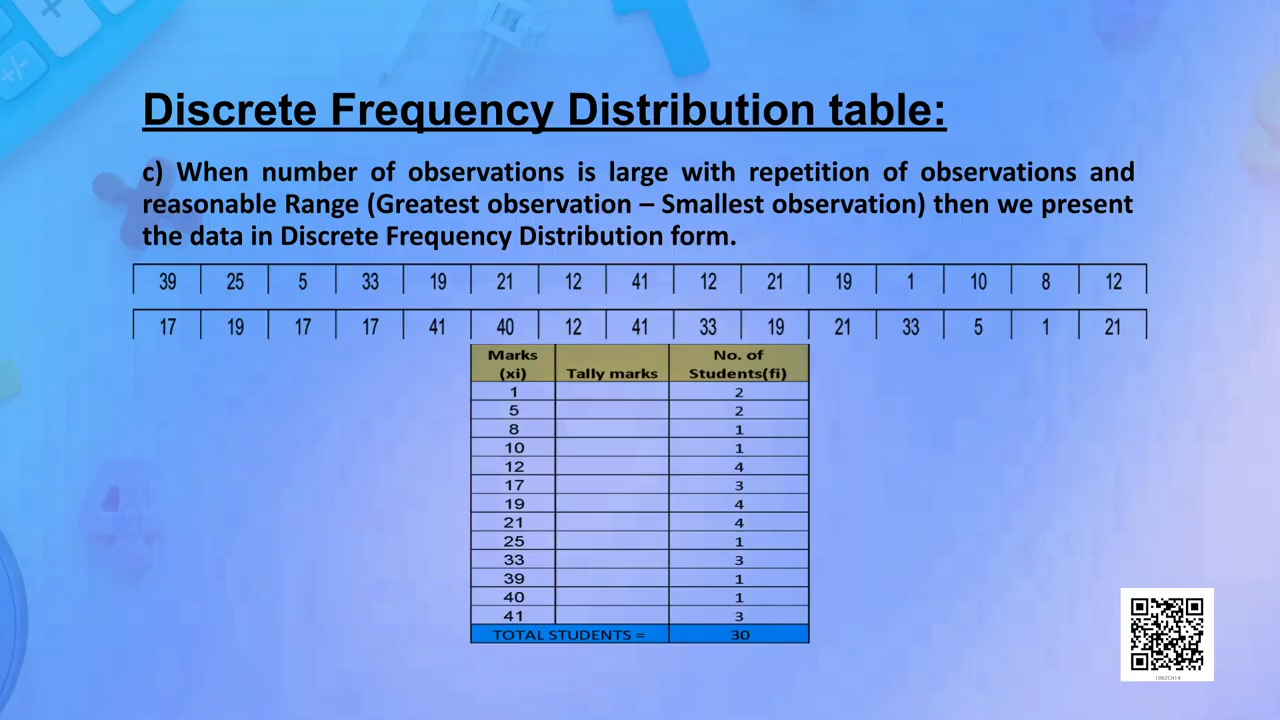 Discrete Frequency Distribution table:
c) When number of observations is large with repetition of observations and
reasonable Range (Greatest observation – Smallest observation) then we present
the data in Discrete Frequency Distribution form.
39 25 5 33 19 21 12 41 12 21 19 1 10 8 12
17 19 17 17 41 40 12 41 33 19 21 33 5 1 21
Marks (xi) Tally marks No. of Students(fi)
1 2
5 2
8 1
10 1
12 4
17 3
19 4
21 4
25 1
33 3
39 1
40 1
41 3
TOTAL STUDENTS = 30
1062CH14